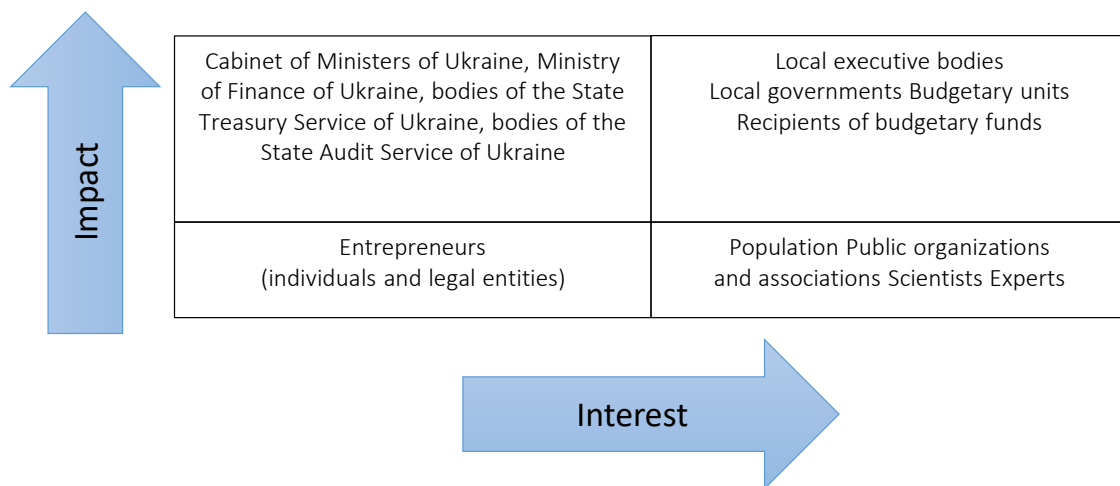 Impact
Cabinet of Ministers of Ukraine, Ministry
of Finance of Ukraine, bodies of the State
Treasury Service of Ukraine, bodies of the
State Audit Service of Ukraine
Local executive bodies
Local governments Budgetary units
Recipients of budgetary funds
Entrepreneurs
(individuals and legal entities)
Population Public organizations
and associations Scientists Experts
Interest